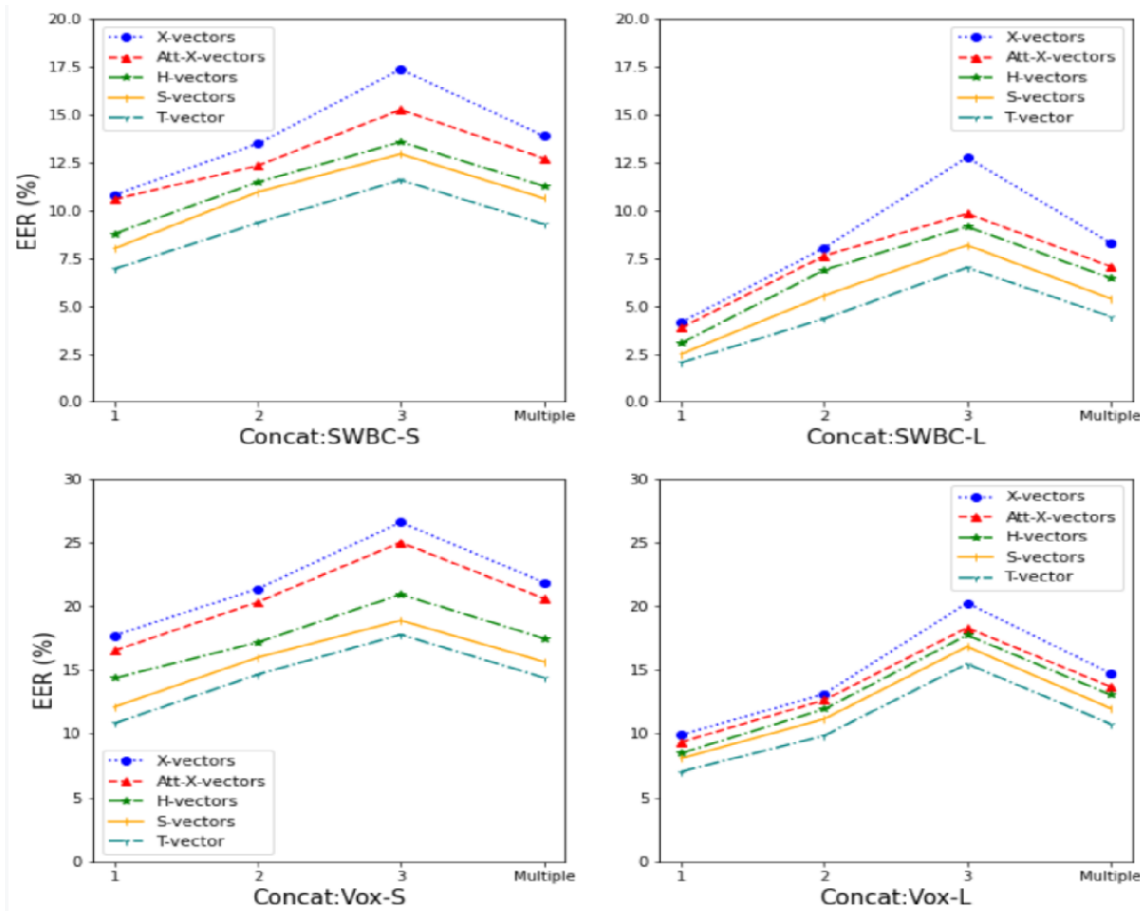 20.0
17.5
15.0
12.5
10.0
7.5
5.0
2.5
0.0
EER (%)
X-vectors
Att-X-vectors
H-vectors
S-vectors
T-vector
1 2 3 Multiple
Concat:SWBC-S
20.0
17.5
15.0
12.5
10.0
7.5
5.0
2.5
0.0
X-vectors
Att-X-vectors
H-vectors
S-vectors
T-vector
1 2 3 Multiple
Concat:SWBC-L
30
25
20
15
10
5
0
EER (%)
X-vectors
Att-X-vectors
H-vectors
S-vectors
T-vector
1 2 3 Multiple
Concat:Vox-S
30
25
20
15
10
5
0
X-vectors
Att-X-vectors
H-vectors
S-vectors
T-vector
1 2 3 Multiple
Concat:Vox-L